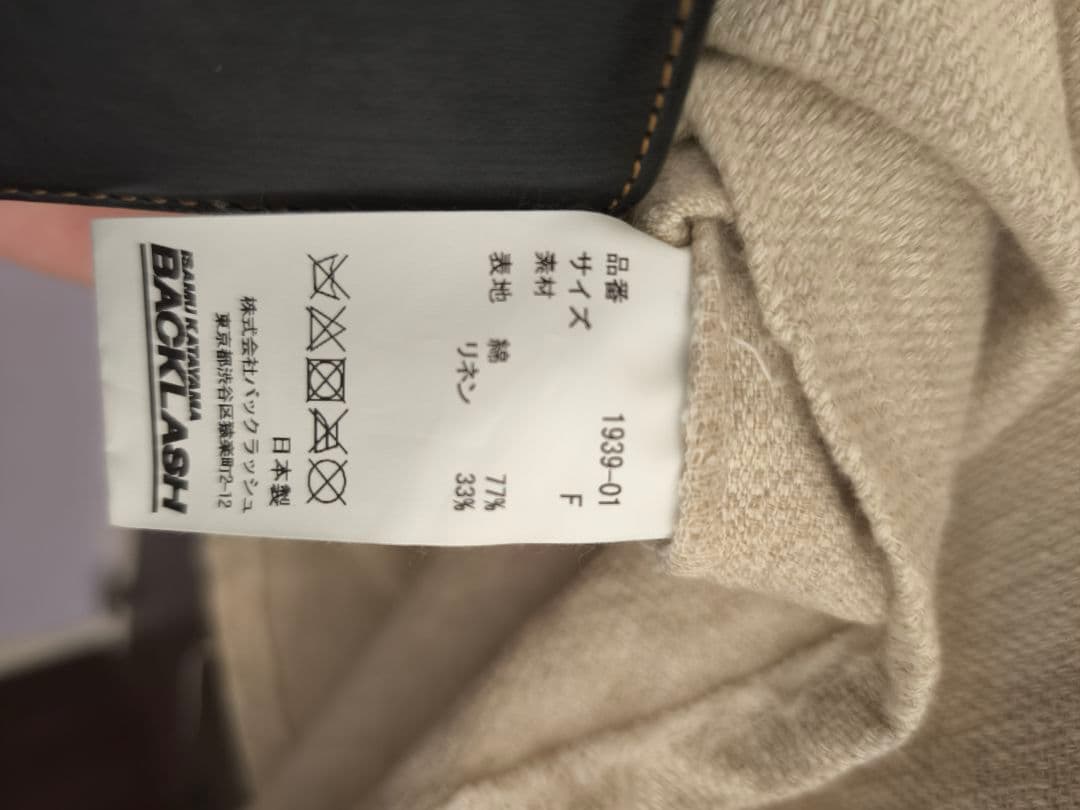 品番 1939-01
サイズ F
素材
表地 綿 77%
リネン 33%
日本製
株式会社バックラッシュ
東京都渋谷区猿楽町2-12
ISAMU KATAYAMA
BACKLASH